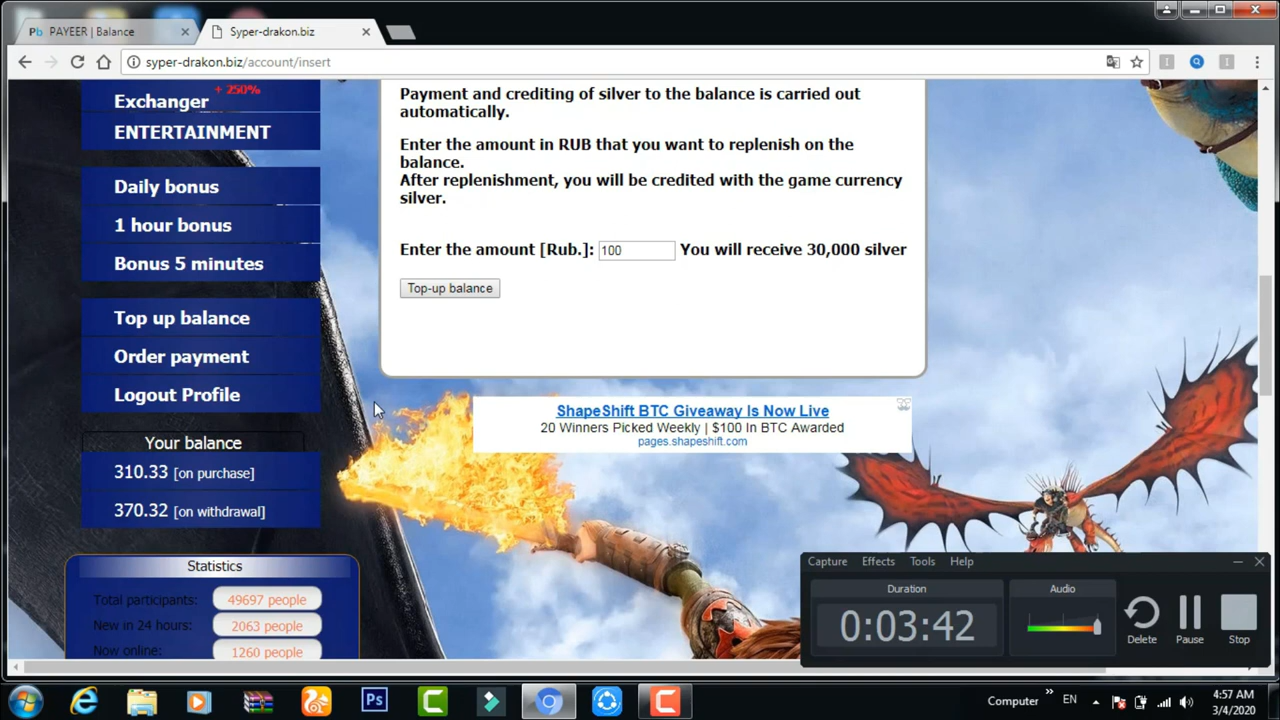 PAYEER | Balance
Syper-drakon.biz
syper-drakon.biz/account/insert
+ 250%
Exchanger
ENTERTAINMENT
Daily bonus
1 hour bonus
Bonus 5 minutes
Top up balance
Order payment
Logout Profile
Your balance
310.33 [on purchase]
370.32 [on withdrawal]
Statistics
Total participants: 49697 people
New in 24 hours: 2063 people
Now online: 1260 people
Payment and crediting of silver to the balance is carried out
automatically.
Enter the amount in RUB that you want to replenish on the
balance.
After replenishment, you will be credited with the game currency
silver.
Enter the amount [Rub.]: 100 You will receive 30,000 silver
Top-up balance
ShapeShift BTC Giveaway Is Now Live
20 Winners Picked Weekly | $100 In BTC Awarded
pages.shapeshift.com
Capture Effects Tools Help
Duration
0:03:42
Audio
Delete
Pause
Stop
Ps
Computer
EN
4:57 AM
3/4/2020